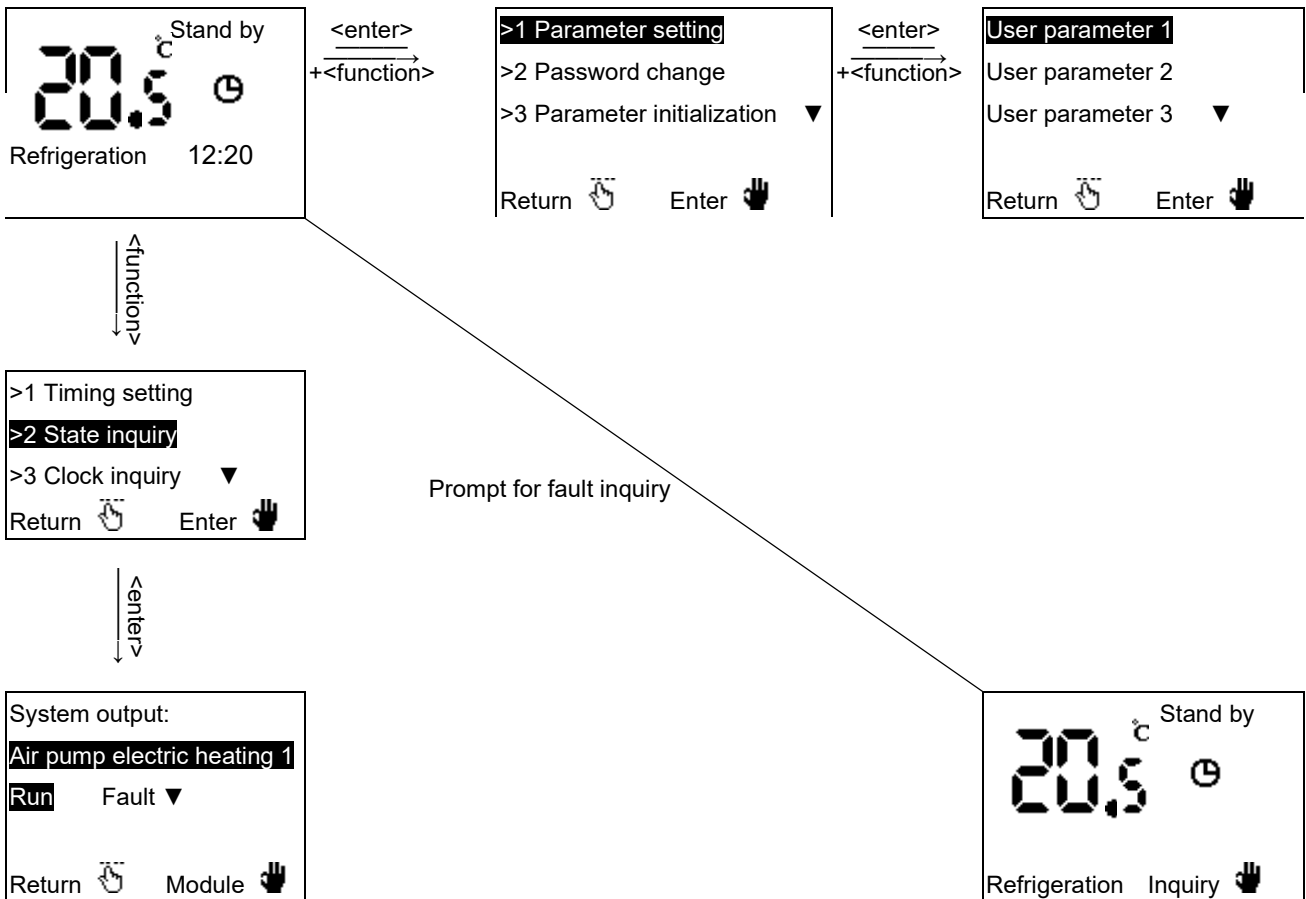 Stand by
20.5 ℃
Refrigeration 12:20
<enter>
+<function>
>1 Parameter setting
>2 Password change
>3 Parameter initialization ▼
Return Enter
<enter>
+<function>
User parameter 1
User parameter 2
User parameter 3 ▼
Return Enter
<function>
>1 Timing setting
>2 State inquiry
>3 Clock inquiry ▼
Return Enter
Prompt for fault inquiry
<enter>
System output:
Air pump electric heating 1
Run Fault ▼
Return Module
Stand by
20.5 ℃
Refrigeration Inquiry